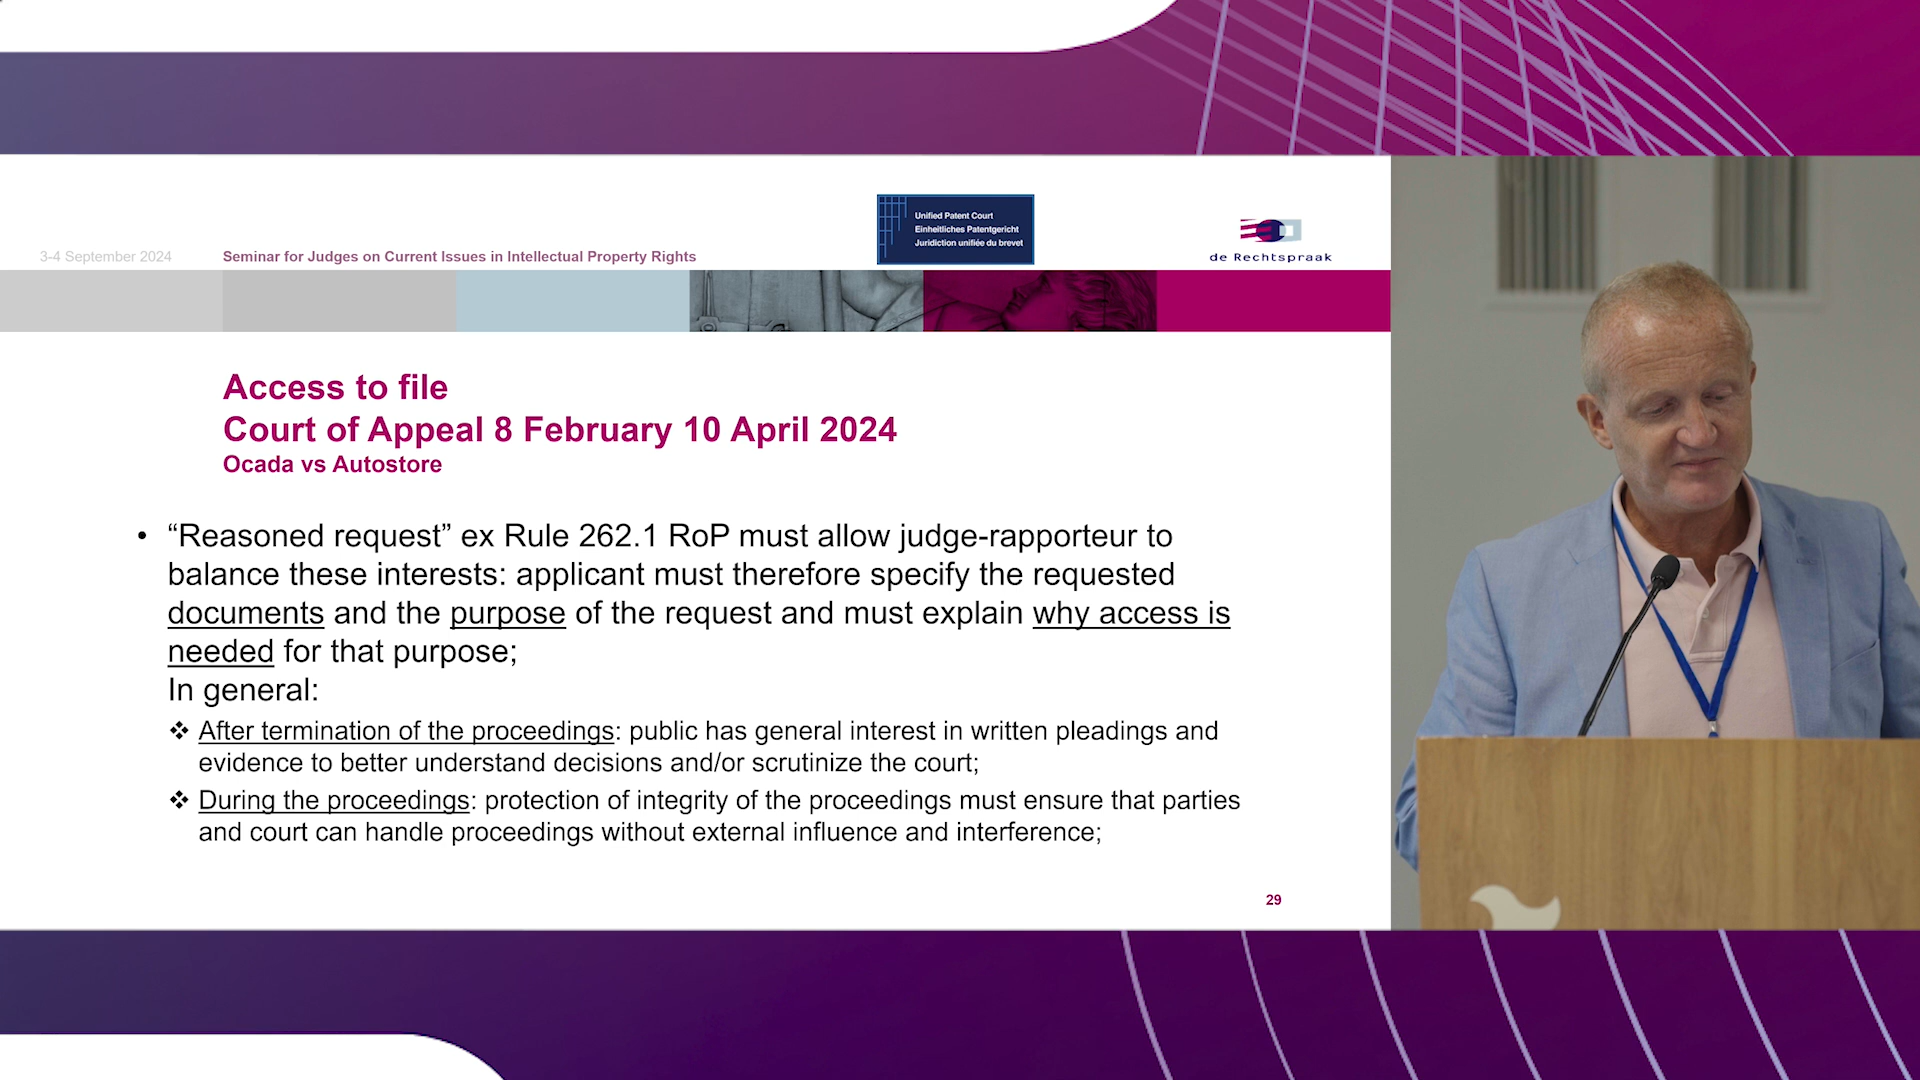 Unified Patent Court
Einheitliches Patentgericht
Juridiction unifiée du brevet
de Rechtspraak
3-4 September 2024
Seminar for Judges on Current Issues in Intellectual Property Rights
Access to file
Court of Appeal 8 February 10 April 2024
Ocada vs Autostore
• “Reasoned request” ex Rule 262.1 RoP must allow judge-rapporteur to
balance these interests: applicant must therefore specify the requested
documents and the purpose of the request and must explain why access is
needed for that purpose;
In general:
❖ After termination of the proceedings: public has general interest in written pleadings and
evidence to better understand decisions and/or scrutinize the court;
❖ During the proceedings: protection of integrity of the proceedings must ensure that parties
and court can handle proceedings without external influence and interference;
29